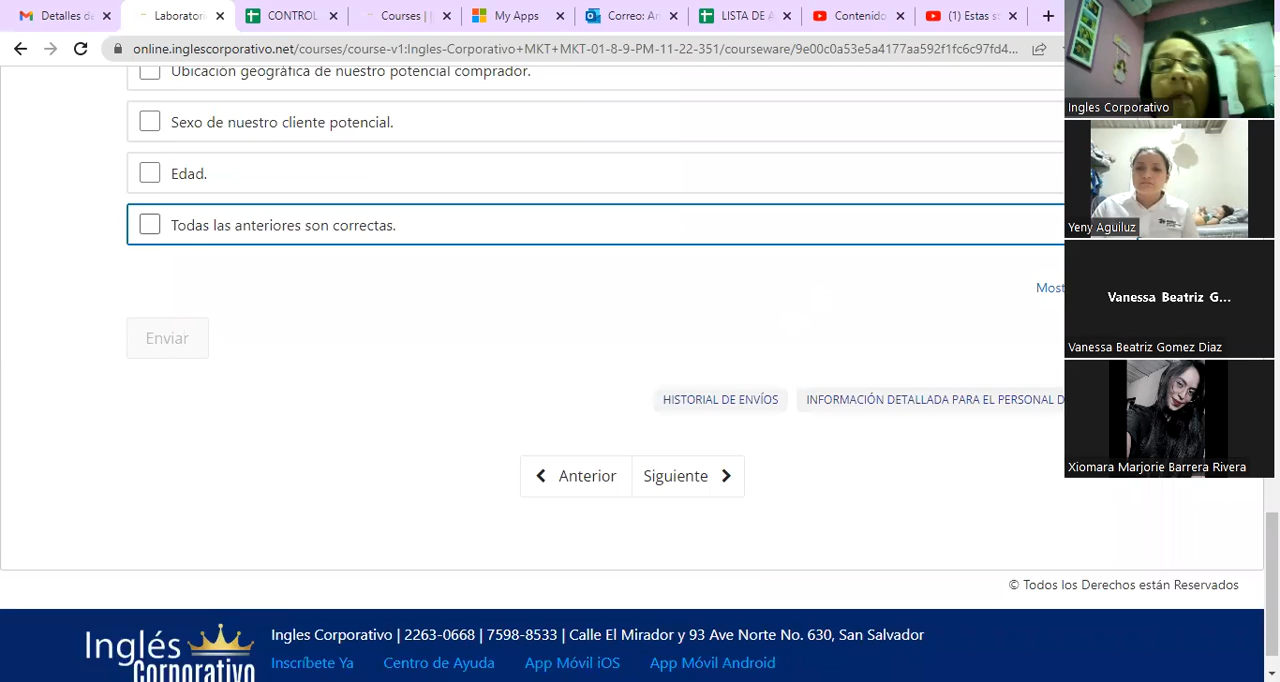 Detalles de
Laborator
CONTROL
Courses |
My Apps
Correo: A
LISTA DE A
Contenido
(1) Estas s
online.inglescorporativo.net/courses/course-v1:Ingles-Corporativo+MKT+MKT-01-8-9-PM-11-22-351/courseware/9e00c0a53e5a4177aa592f1fc6c97fd4...
Ubicación geográfica de nuestro potencial comprador.
Sexo de nuestro cliente potencial.
Edad.
Todas las anteriores son correctas.
Most
Enviar
HISTORIAL DE ENVÍOS
INFORMACIÓN DETALLADA PARA EL PERSONAL D
Anterior
Siguiente
© Todos los Derechos están Reservados
Inglés Corporativo
Ingles Corporativo | 2263-0668 | 7598-8533 | Calle El Mirador y 93 Ave Norte No. 630, San Salvador
Inscríbete Ya
Centro de Ayuda
App Móvil iOS
App Móvil Android
Ingles Corporativo
Yeny Aguiluz
Vanessa Beatriz G...
Vanessa Beatriz Gomez Diaz
Xiomara Marjorie Barrera Rivera